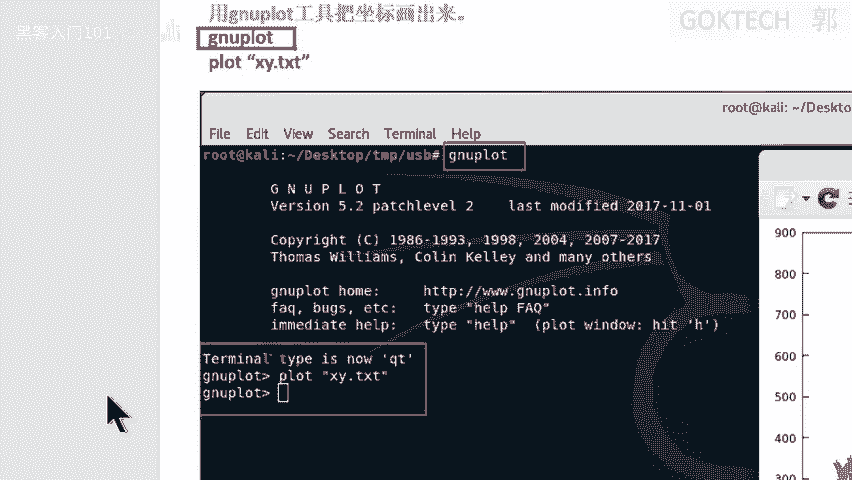 用gnuplot工具把坐标画出来。
GOKTECH 郭
黑客入门101
gnuplot
plot “xy.txt”
root@kali: ~/Deskto
File Edit View Search Terminal Help
root@kali:~/Desktop/tmp/usb# gnuplot
G N U P L O T
Version 5.2 patchlevel 2 last modified 2017-11-01
Copyright (C) 1986-1993, 1998, 2004, 2007-2017
Thomas Williams, Colin Kelley and many others
gnuplot home: http://www.gnuplot.info
faq, bugs, etc: type "help FAQ"
immediate help: type "help" (plot window: hit 'h')
Terminal type is now 'qt'
gnuplot> plot "xy.txt"
gnuplot>
900
800
700
600
500
400
300